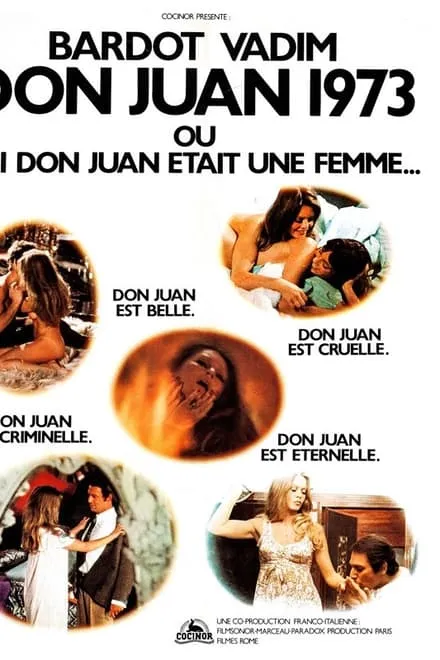 COCINOR PRESENTE:
BARDOT VADIM
DON JUAN 1973
OU
I DON JUAN ETAIT UNE FEMME...
DON JUAN
EST BELLE.
DON JUAN
EST CRUELLE.
ON JUAN
CRIMINELLE.
DON JUAN
EST ETERNELLE.
COCINOR
UNE CO-PRODUCTION FRANCO-ITALIENNE:
FILMSONOR-MARCEAU-PARADOX PRODUCTION PARIS
FILMES ROME